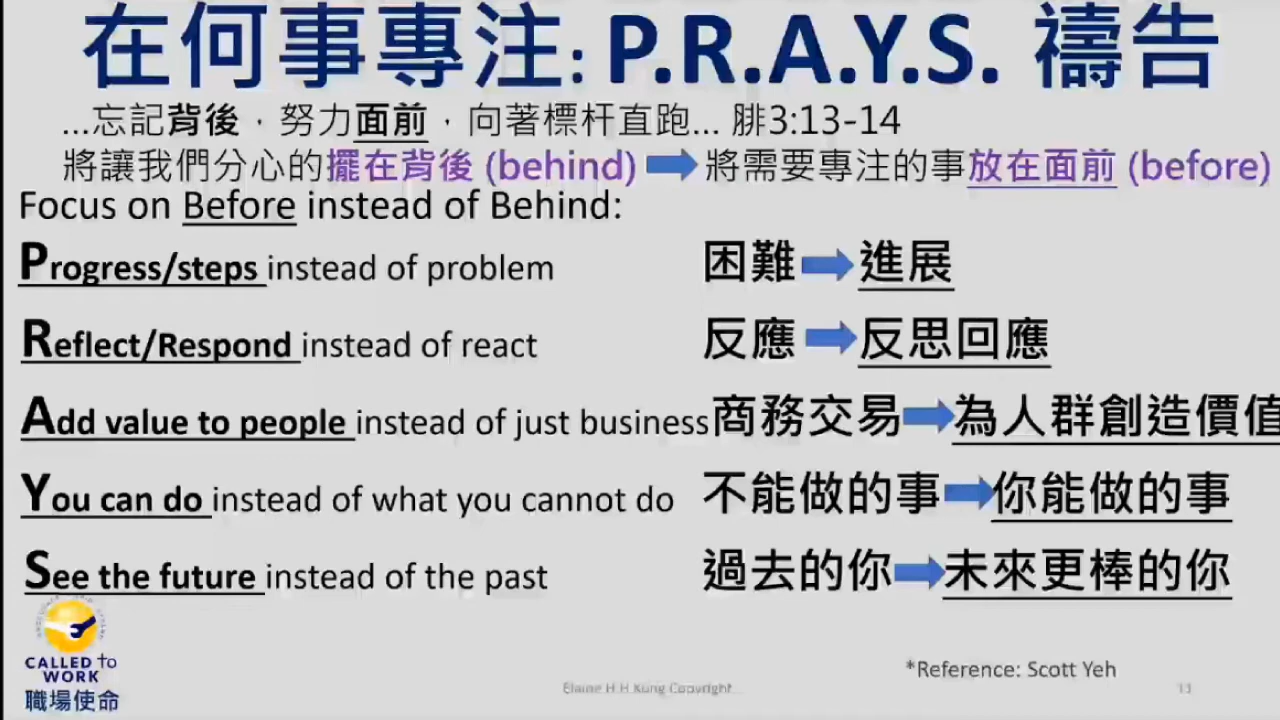 在何事專注: P.R.A.Y.S. 禱告
...忘記背後，努力面前，向著標杆直跑... 腓3:13-14
將讓我們分心的擺在背後 (behind) 將需要專注的事放在面前 (before)
Focus on Before instead of Behind:
Progress/steps instead of problem 困難 進展
Reflect/Respond instead of react 反應 反思回應
Add value to people instead of just business 商務交易 為人群創造價值
You can do instead of what you cannot do 不能做的事 你能做的事
See the future instead of the past 過去的你 未來更棒的你
CALLED to
WORK
職場使命
*Reference: Scott Yeh
Elaine H.H.Kung Copyright